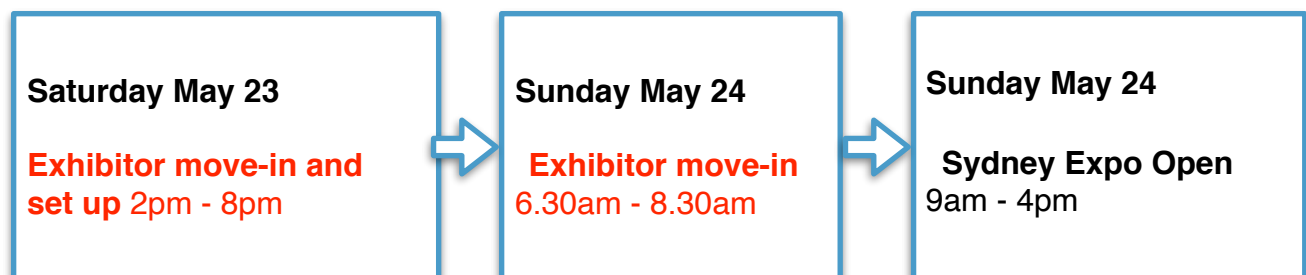 Saturday May 23
Exhibitor move-in and
set up 2pm - 8pm
Sunday May 24
Exhibitor move-in
6.30am - 8.30am
Sunday May 24
Sydney Expo Open
9am - 4pm